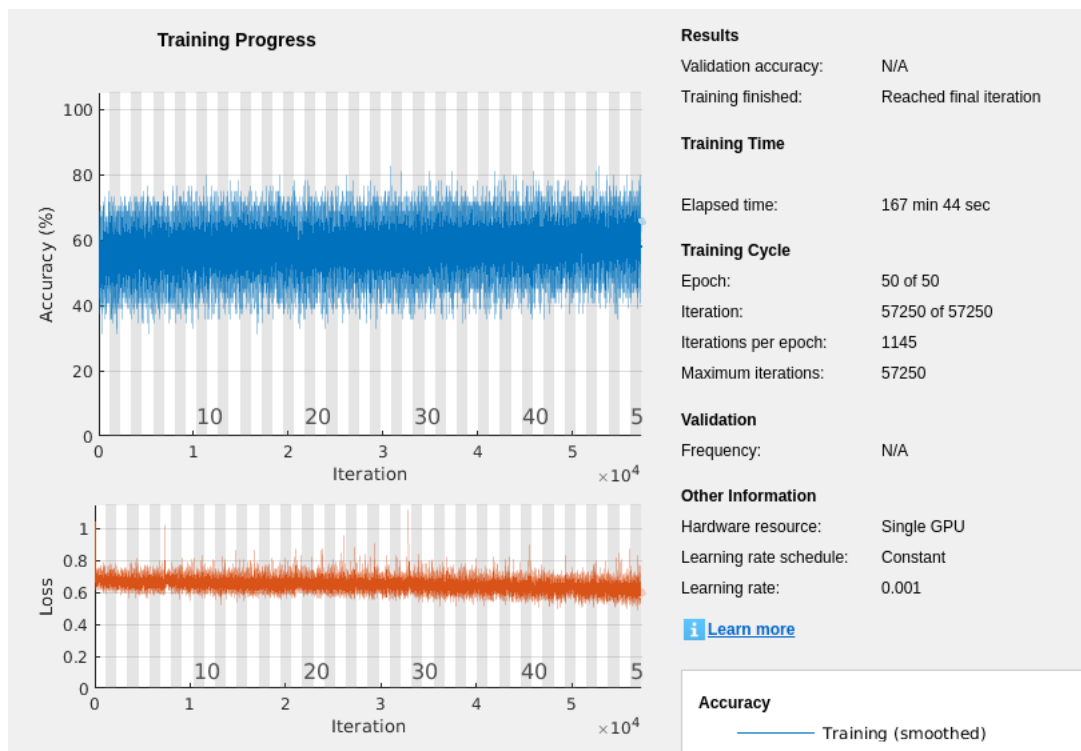 Training Progress
100
80
60
40
20
0
Accuracy (%)
10
20
30
40
5
0
1
2
3
4
5
×10⁴
Iteration
1
0.8
0.6
0.4
0.2
0
Loss
10
20
30
40
5
0
1
2
3
4
5
×10⁴
Iteration
Results
Validation accuracy: N/A
Training finished: Reached final iteration
Training Time
Elapsed time: 167 min 44 sec
Training Cycle
Epoch: 50 of 50
Iteration: 57250 of 57250
Iterations per epoch: 1145
Maximum iterations: 57250
Validation
Frequency: N/A
Other Information
Hardware resource: Single GPU
Learning rate schedule: Constant
Learning rate: 0.001
i Learn more
Accuracy
Training (smoothed)